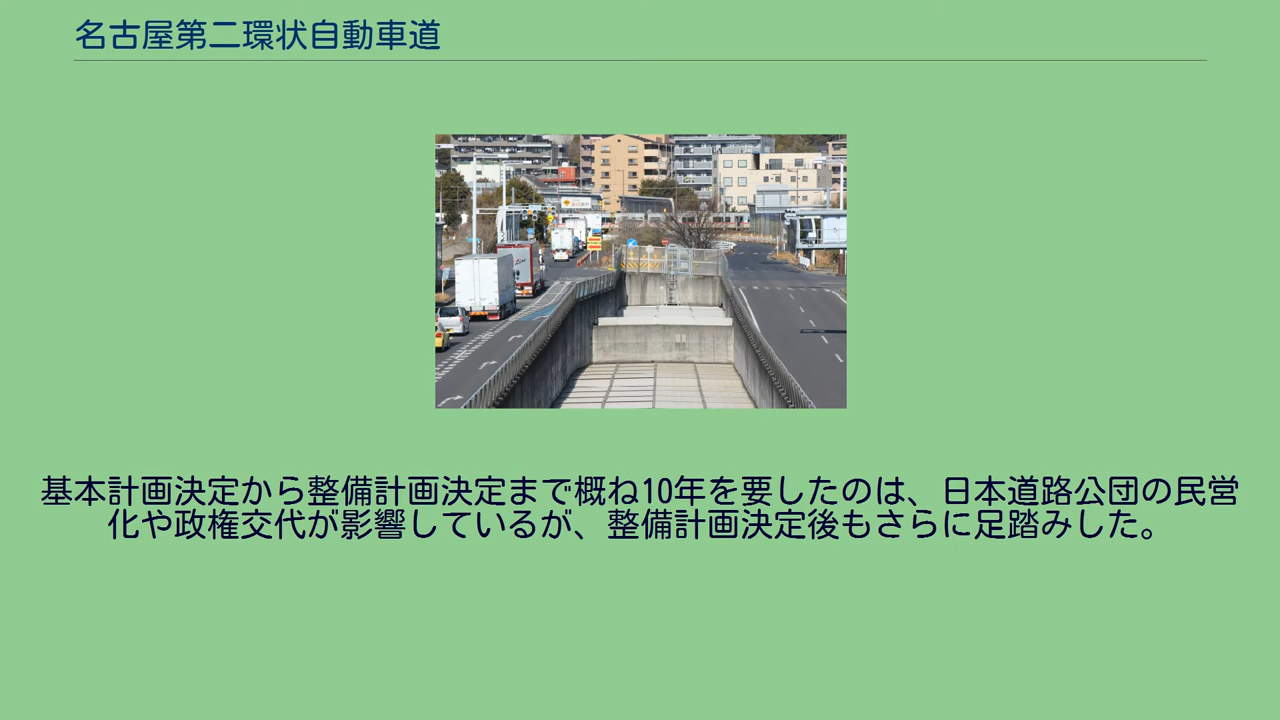 名古屋第二環状自動車道
基本計画決定から整備計画決定まで概ね10年を要したのは、日本道路公団の民営
化や政権交代が影響しているが、整備計画決定後もさらに足踏みした。